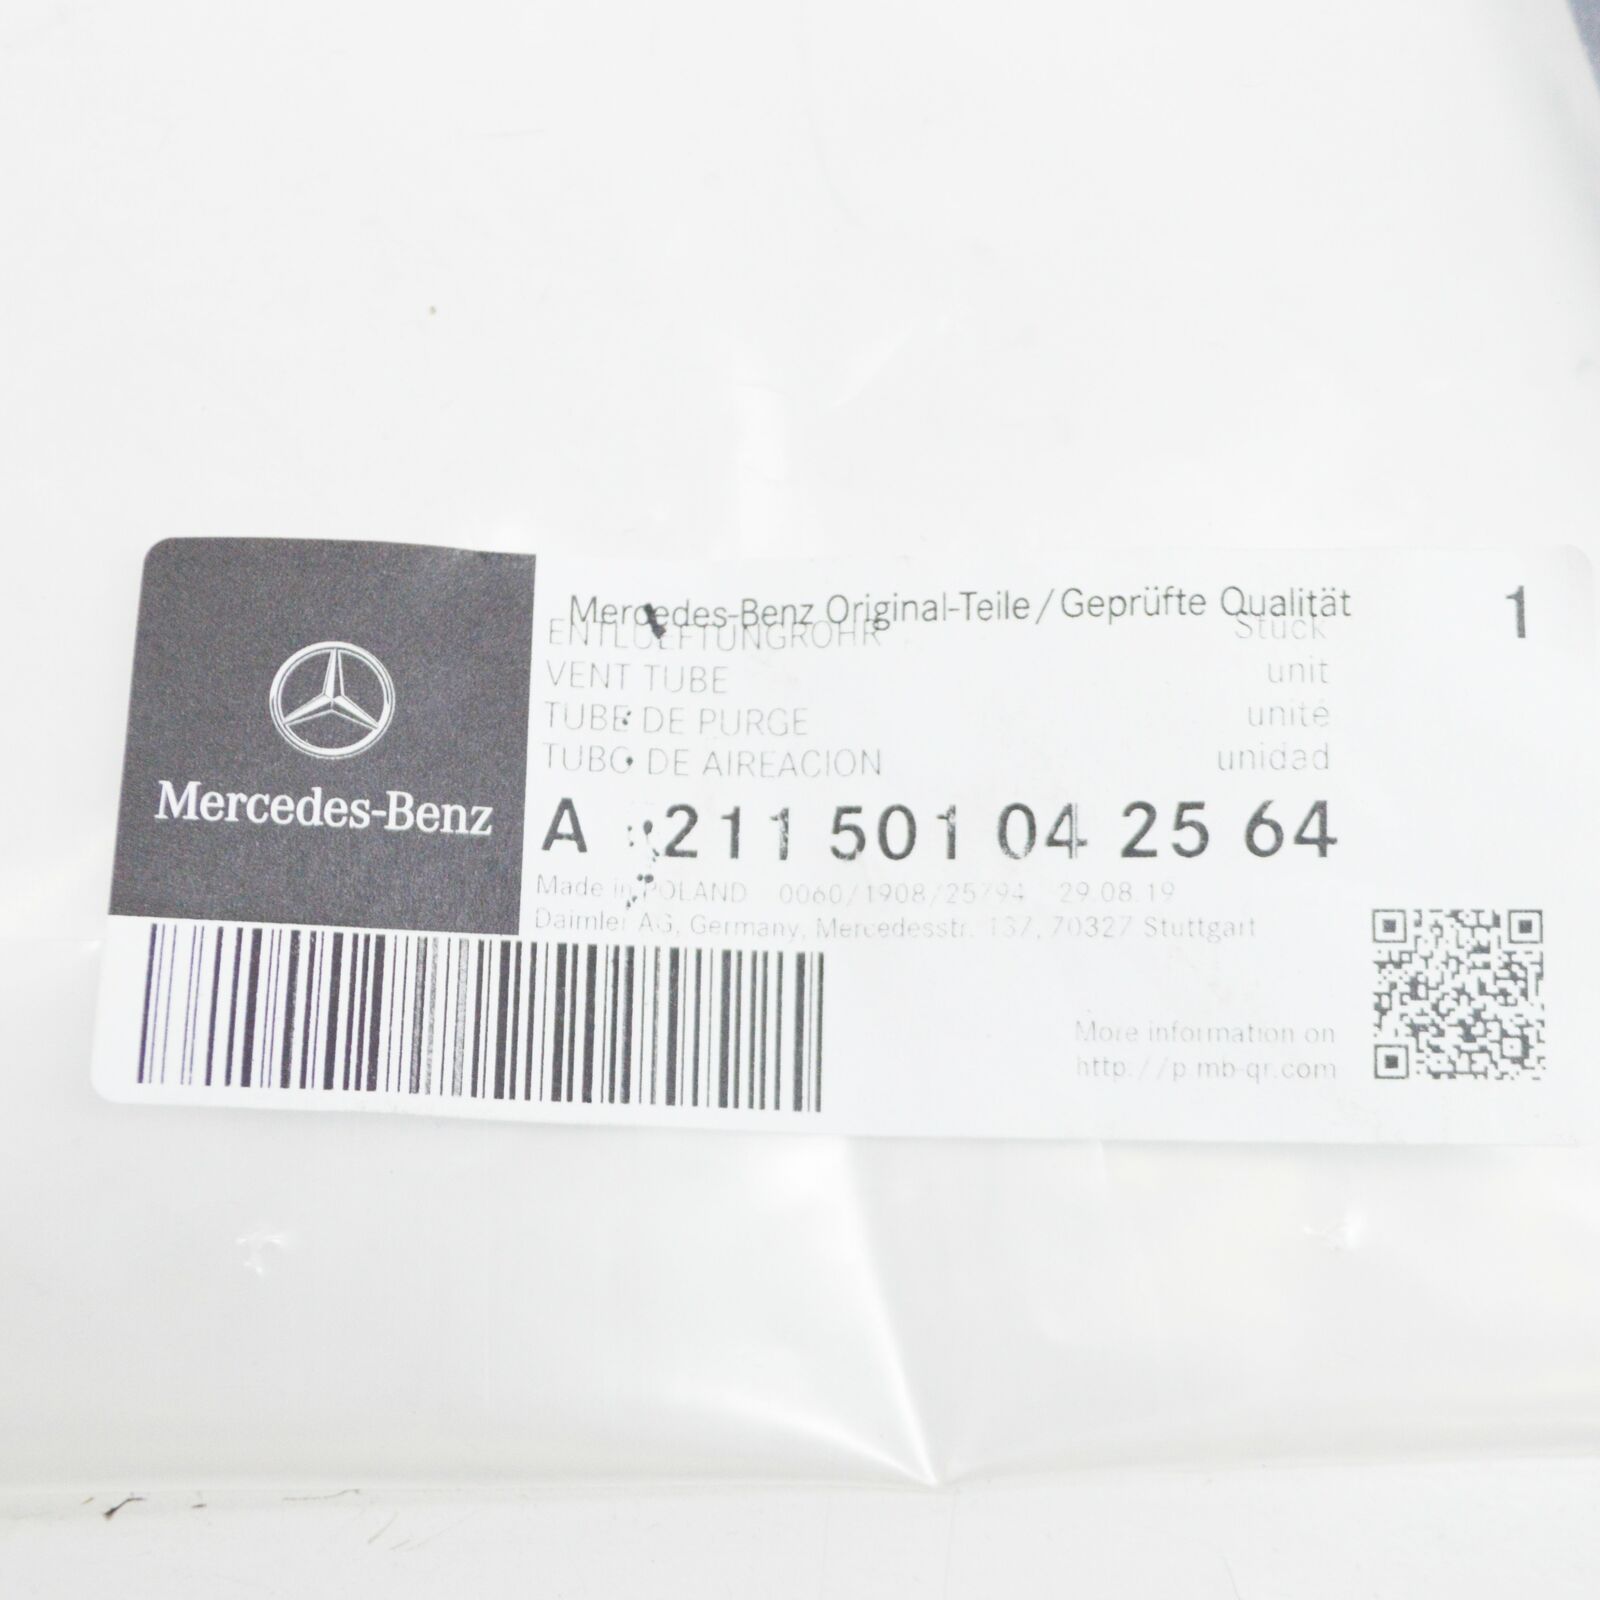 Mercedes-Benz
Mercedes-Benz Original-Teile/Geprüfte Qualität 1
ENTLUEFTUNGROHR Stück
VENT TUBE unit
TUBE DE PURGE unité
TUBO DE AIREACION unidad
A 211 501 04 25 64
Made in POLAND 0060/1908/25794 29.08.19
Daimler AG, Germany, Mercedesstr. 137, 70327 Stuttgart
More information on
http://p.mb-qr.com